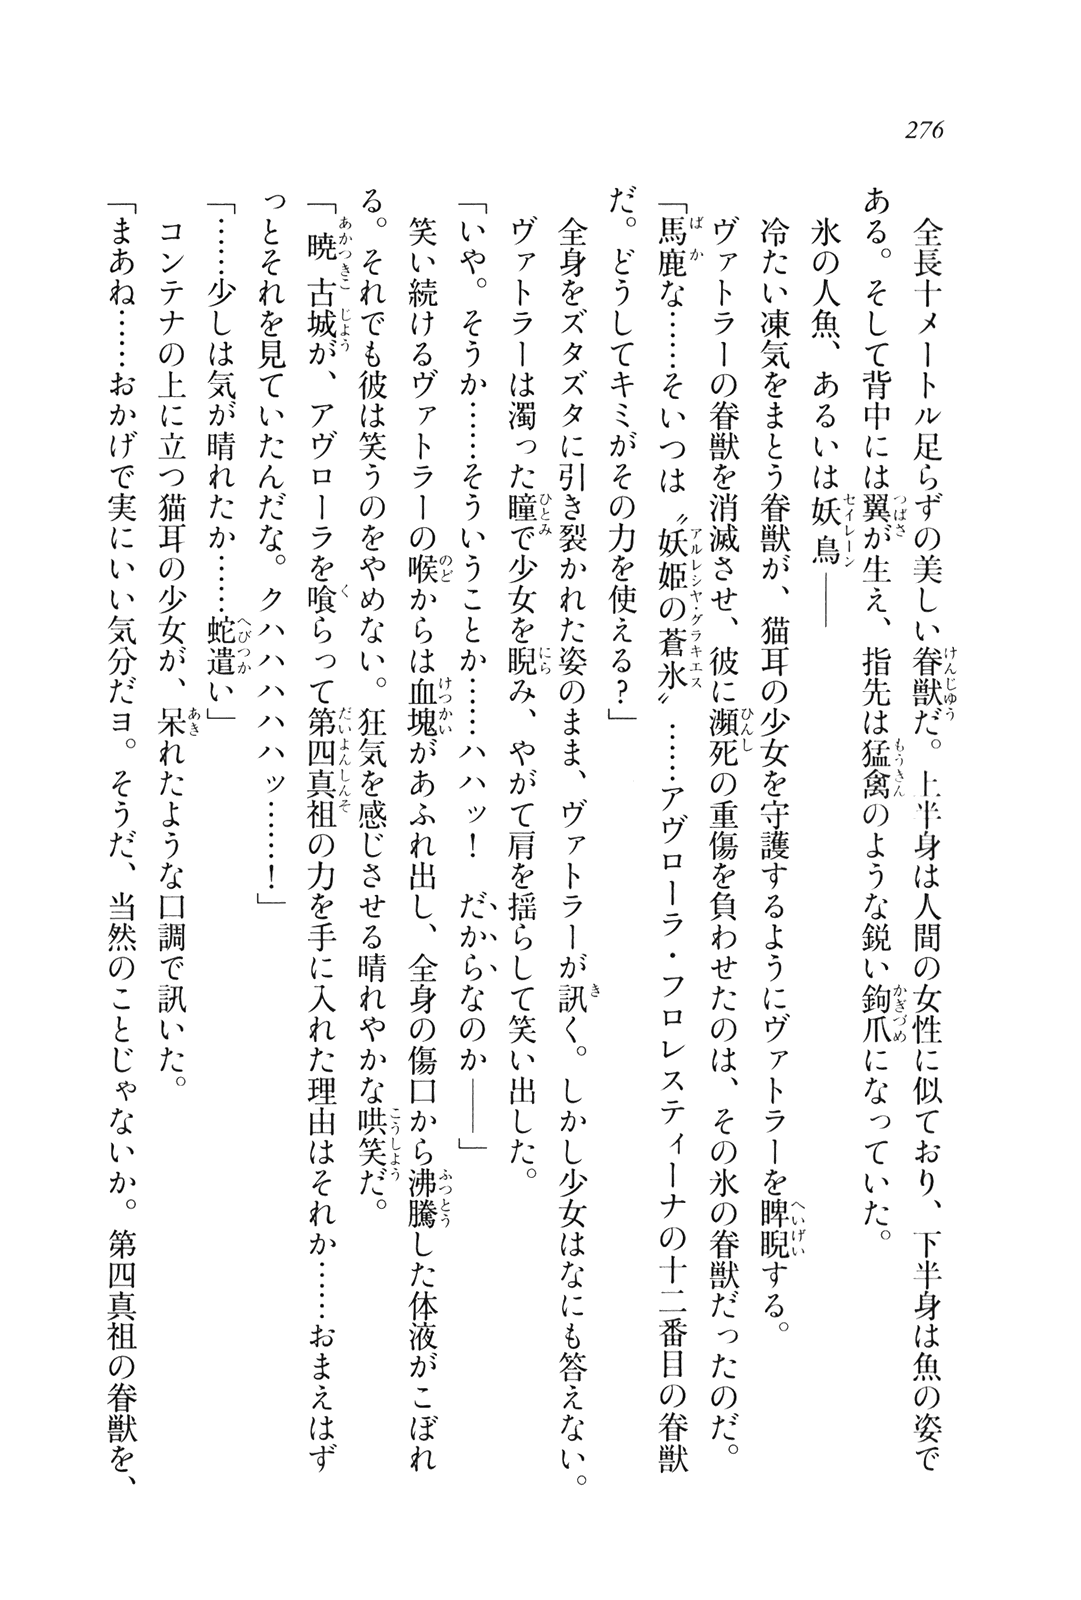 276
全長十メートル足らずの美しい眷獣だ。上半身は人間の女性に似ており、下半身は魚の姿で
ある。そして背中には翼が生え、指先は猛禽のような鋭い鉤爪になっていた。
氷の人魚、あるいは妖鳥――
冷たい凍気をまとう眷獣が、猫耳の少女を守護するようにヴァトラーを睥睨する。
ヴァトラーの眷獣を消滅させ、彼に瀕死の重傷を負わせたのは、その氷の眷獣だったのだ。
「馬鹿な……そいつは〝妖姫の蒼氷〟……アヴローラ・フロレスティーナの十二番目の眷獣
だ。どうしてキミがその力を使える？」
全身をズタズタに引き裂かれた姿のまま、ヴァトラーが訊く。しかし少女はなにも答えない。
ヴァトラーは濁った瞳で少女を睨み、やがて肩を揺らして笑い出した。
「いや。そうか……そういうことか……ハハッ！　だからなのか――」
笑い続けるヴァトラーの喉からは血塊があふれ出し、全身の傷口から沸騰した体液がこぼれ
る。それでも彼は笑うのをやめない。狂気を感じさせる晴れやかな哄笑だ。
「暁古城が、アヴローラを喰らって第四真祖の力を手に入れた理由はそれか……おまえはず
っとそれを見ていたんだな。クハハハハハッ……！」
「……少しは気が晴れたか……蛇遣い」
コンテナの上に立つ猫耳の少女が、呆れたような口調で訊いた。
「まあね……おかげで実にいい気分だヨ。そうだ、当然のことじゃないか。第四真祖の眷獣を、